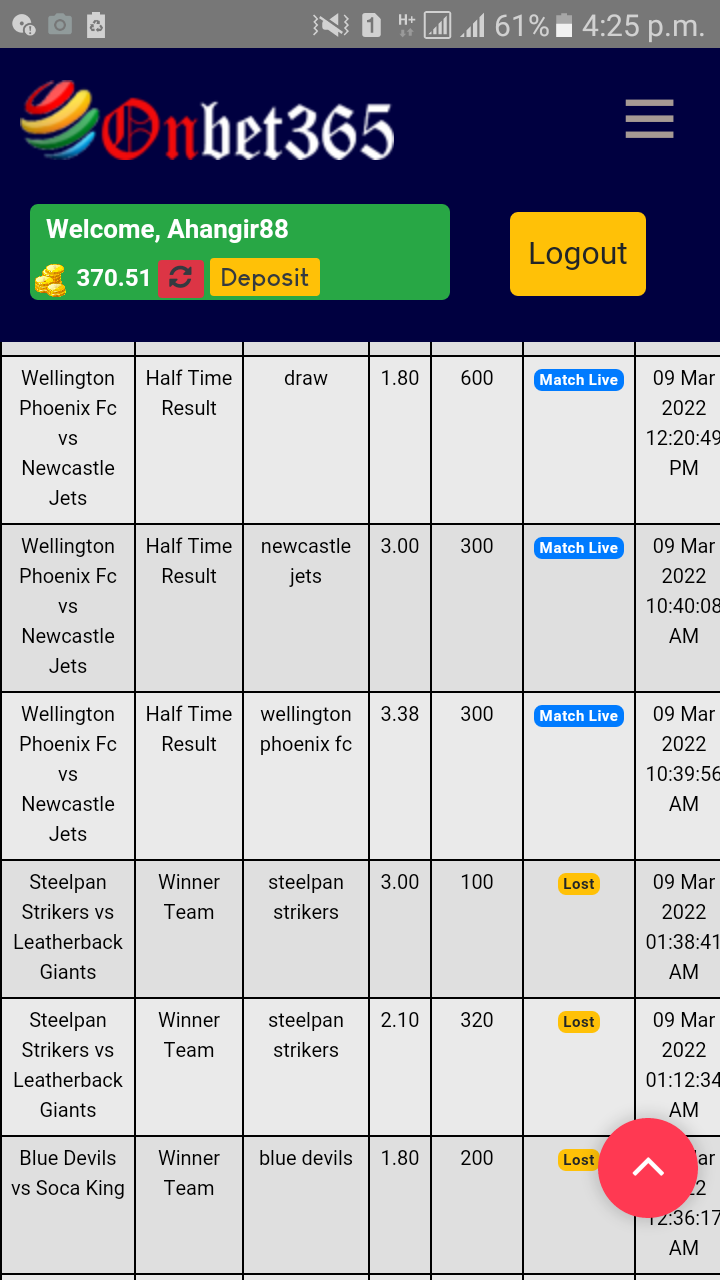 H+ 1 61% 4:25 p.m.
Onbet365
Welcome, Ahangir88
370.51 Deposit
Logout
Wellington Half Time draw 1.80 600 Match Live 09 Mar
Phoenix Fc Result 2022
vs 12:20:49
Newcastle PM
Jets
Wellington Half Time newcastle 3.00 300 Match Live 09 Mar
Phoenix Fc Result jets 2022
vs 10:40:08
Newcastle AM
Jets
Wellington Half Time wellington 3.38 300 Match Live 09 Mar
Phoenix Fc Result phoenix fc 2022
vs 10:39:56
Newcastle AM
Jets
Steelpan Winner steelpan 3.00 100 Lost 09 Mar
Strikers vs Team strikers 2022
Leatherback 01:38:41
Giants AM
Steelpan Winner steelpan 2.10 320 Lost 09 Mar
Strikers vs Team strikers 2022
Leatherback 01:12:34
Giants AM
Blue Devils Winner blue devils 1.80 200 Lost
vs Soca King Team
12:36:17
AM